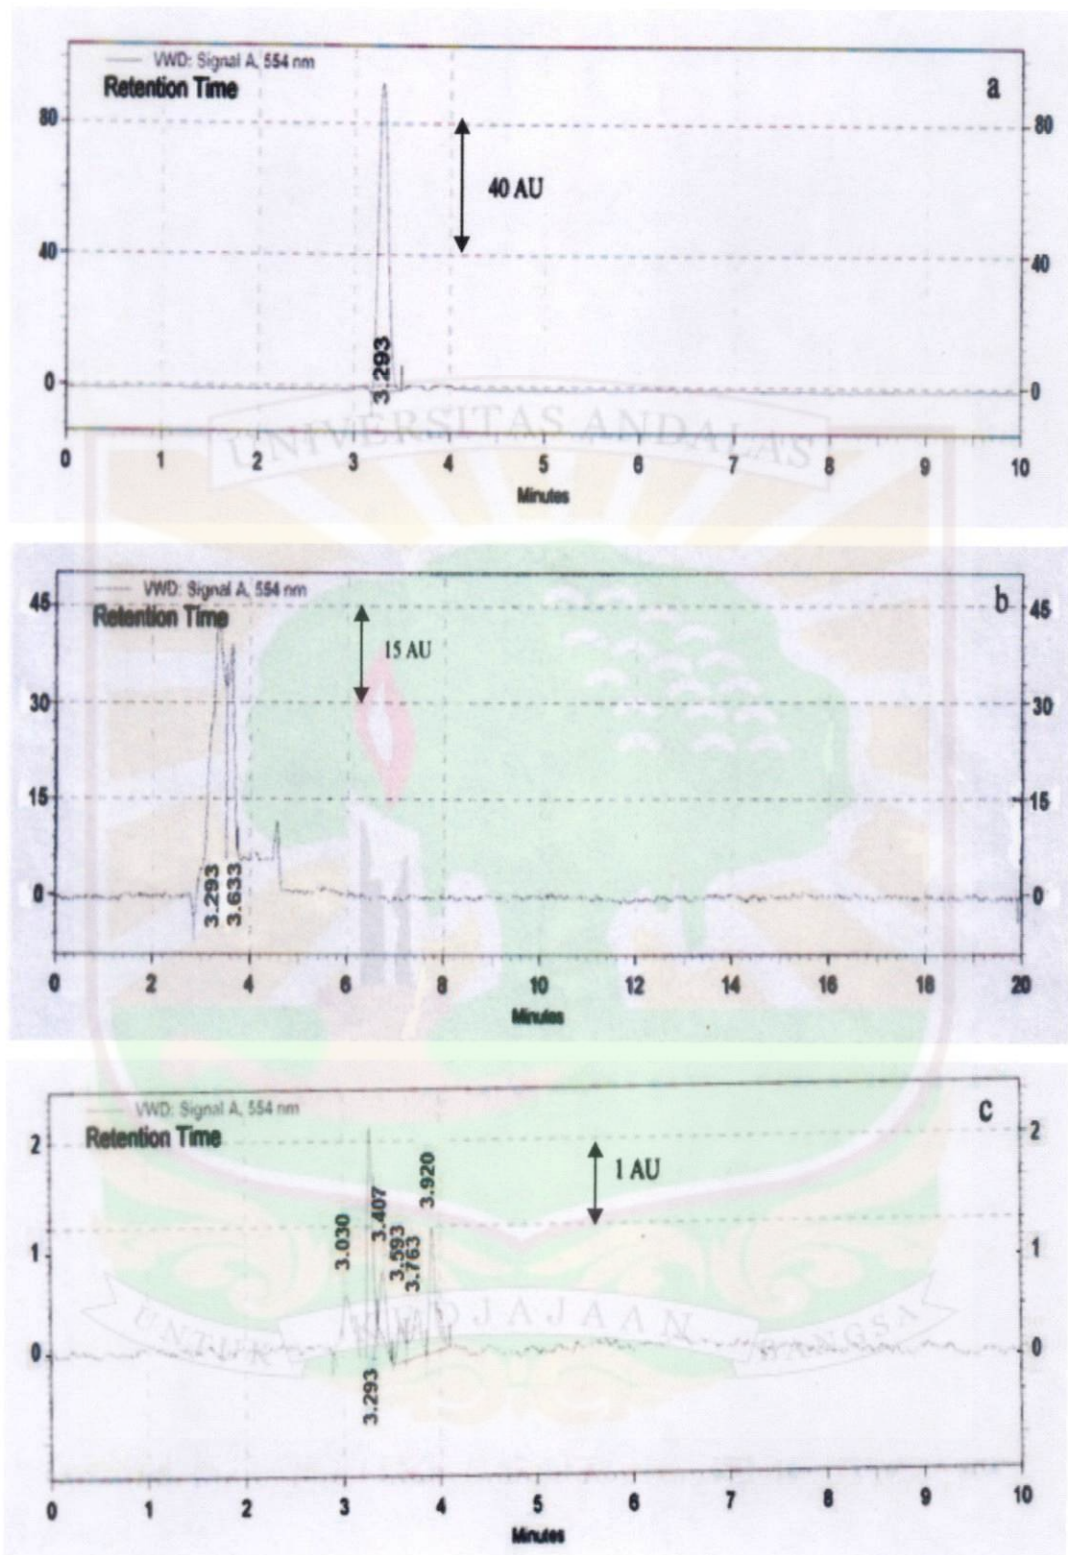 VWD: Signal A, 554 nm
Retention Time
a
80
80
40 AU
40
40
3.293
0
0
UNIVERSITAS ANDALAS
0 1 2 3 4 5 6 7 8 9 10
Minutes
VWD: Signal A, 554 nm
Retention Time
b
45
45
15 AU
30
30
15
15
3.293
3.633
0
0
0 2 4 6 8 10 12 14 16 18 20
Minutes
VWD: Signal A, 554 nm
Retention Time
c
2
2
1 AU
3.030
3.407
3.593
3.763
3.920
1
1
UNTUK KEDJAJAAN BANGSA
0
0
3.293
0 1 2 3 4 5 6 7 8 9 10
Minutes